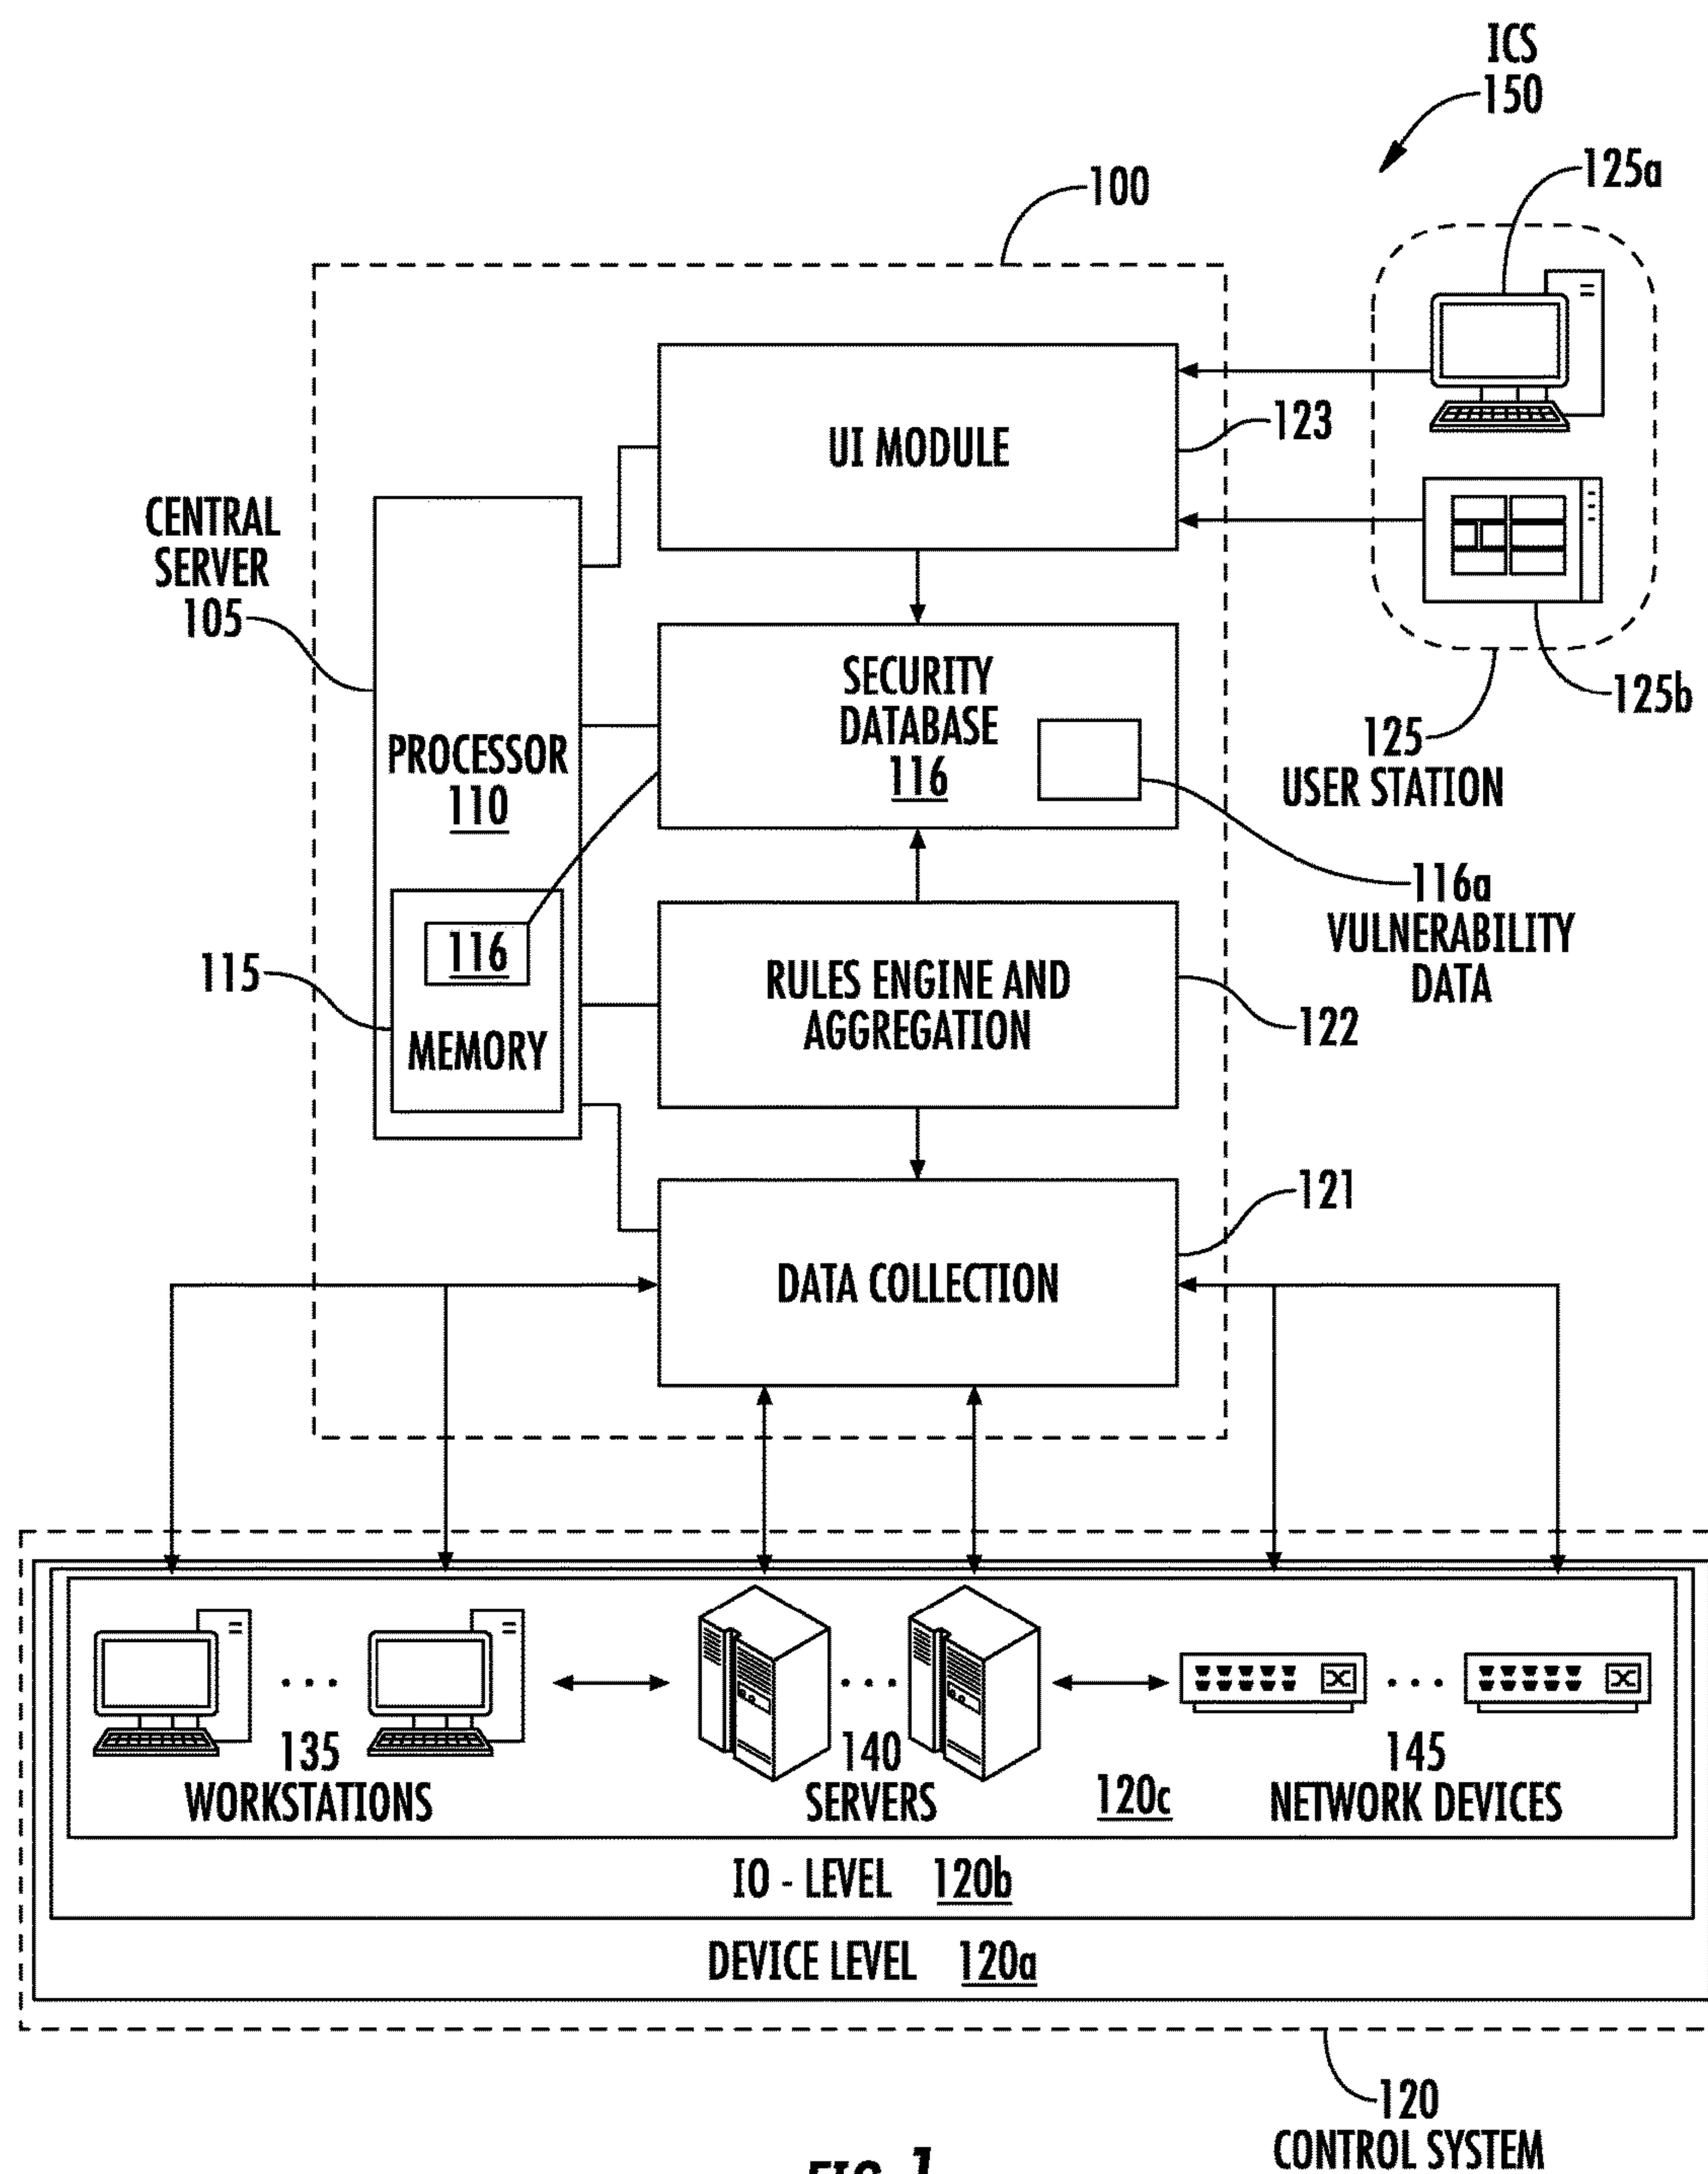 ICS
150
125a
100
123
UI MODULE
CENTRAL
SERVER
105
SECURITY
DATABASE
116
125b
125
USER STATION
PROCESSOR
110
116a
VULNERABILITY
DATA
116
115
MEMORY
RULES ENGINE AND
AGGREGATION
122
121
DATA COLLECTION
135
WORKSTATIONS
140
SERVERS
120c
145
NETWORK DEVICES
IO - LEVEL 120b
DEVICE LEVEL 120a
120
CONTROL SYSTEM
FIG. 1